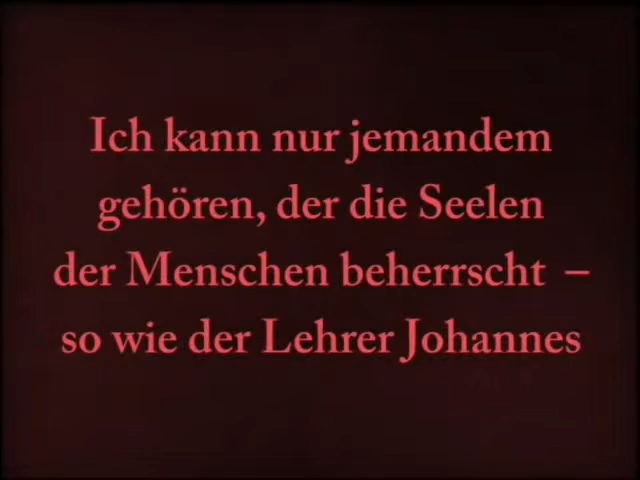 Ich kann nur jemandem
gehören, der die Seelen
der Menschen beherrscht –
so wie der Lehrer Johannes